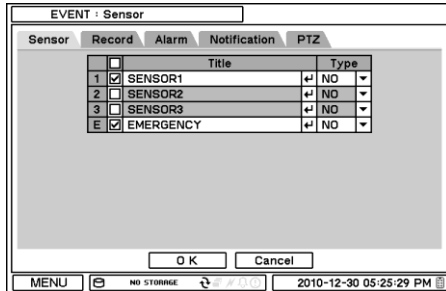 EVENT : Sensor
Sensor Record Alarm Notification PTZ
Title Type
1 SENSOR1 NO
2 SENSOR2 NO
3 SENSOR3 NO
E EMERGENCY NO
OK Cancel
MENU NO STORAGE 2010-12-30 05:25:29 PM